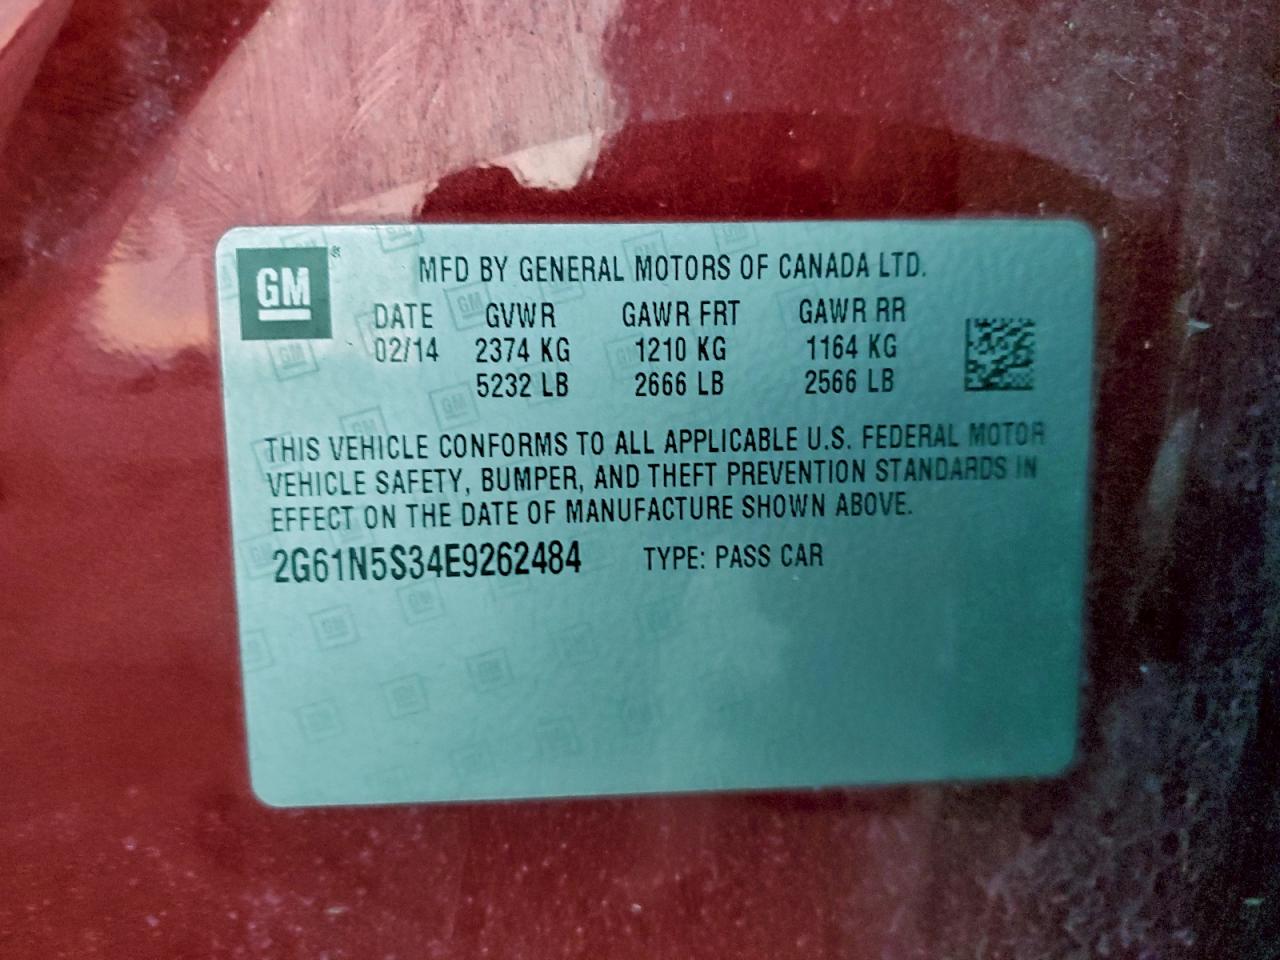 GM
MFD BY GENERAL MOTORS OF CANADA LTD.
DATE GVWR GAWR FRT GAWR RR
02/14 2374 KG 1210 KG 1164 KG
5232 LB 2666 LB 2566 LB
THIS VEHICLE CONFORMS TO ALL APPLICABLE U.S. FEDERAL MOTOR
VEHICLE SAFETY, BUMPER, AND THEFT PREVENTION STANDARDS IN
EFFECT ON THE DATE OF MANUFACTURE SHOWN ABOVE.
2G61N5S34E9262484 TYPE: PASS CAR